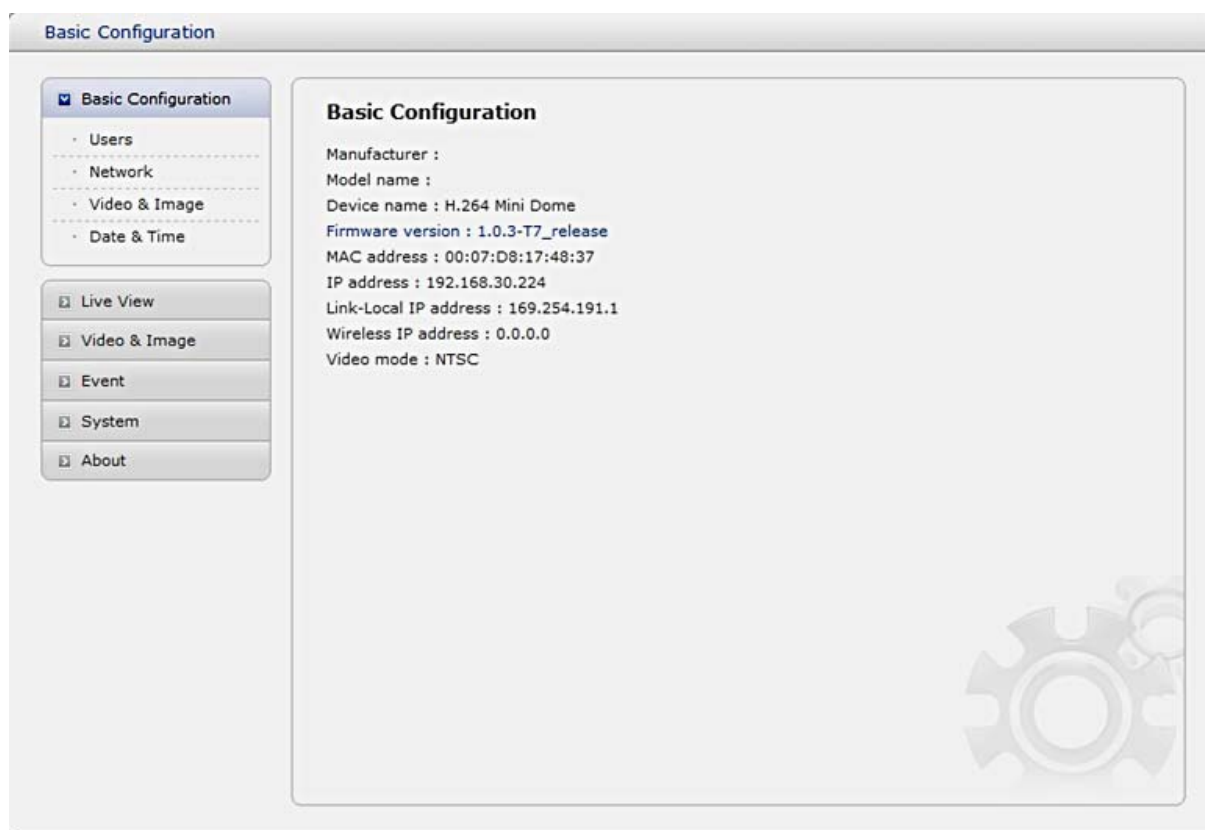 Basic Configuration
Basic Configuration
Users
Network
Video & Image
Date & Time
Live View
Video & Image
Event
System
About
Basic Configuration
Manufacturer :
Model name :
Device name : H.264 Mini Dome
Firmware version : 1.0.3-T7_release
MAC address : 00:07:D8:17:48:37
IP address : 192.168.30.224
Link-Local IP address : 169.254.191.1
Wireless IP address : 0.0.0.0
Video mode : NTSC